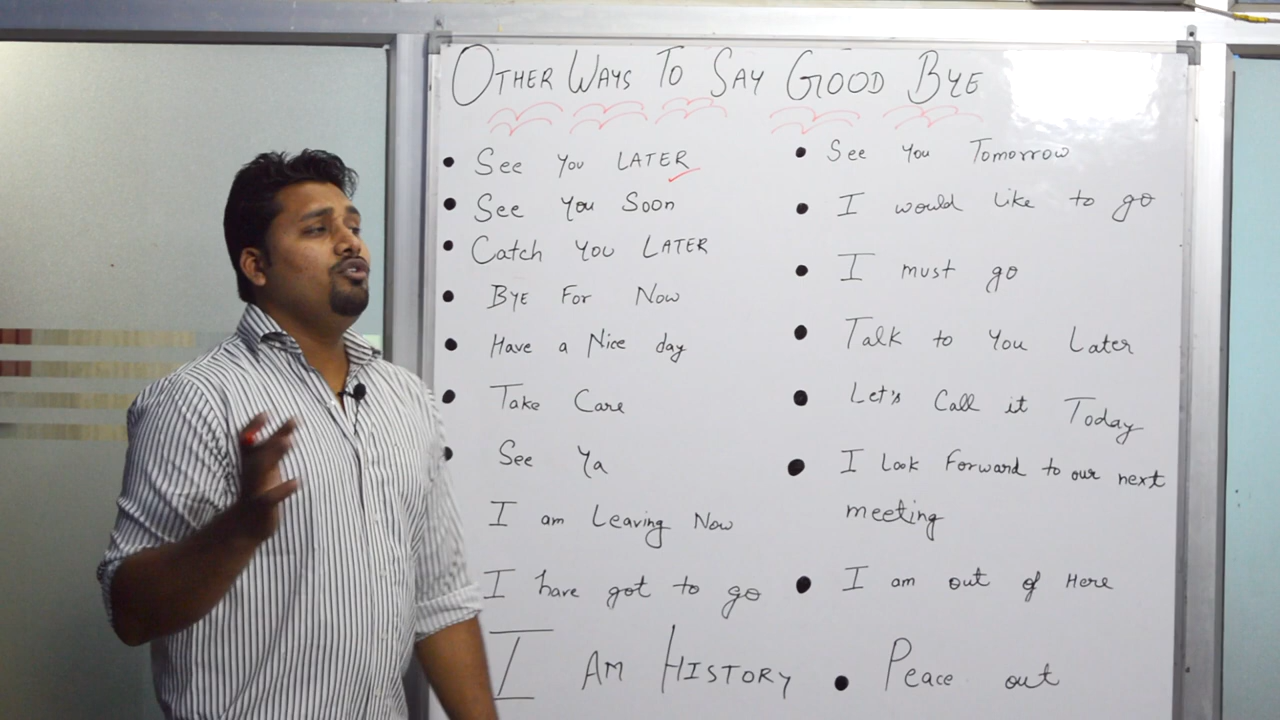 OTHER WAYS TO SAY GOOD BYE
See You LATER
See You Soon
Catch You LATER
BYE For Now
Have a Nice day
Take Care
See Ya
I am Leaving Now
I have got to go
I AM HISTORY
See You Tomorrow
I would like to go
I must go
Talk to You Later
Let's Call it Today
I Look Forward to our next
meeting
I am out of Here
Peace out